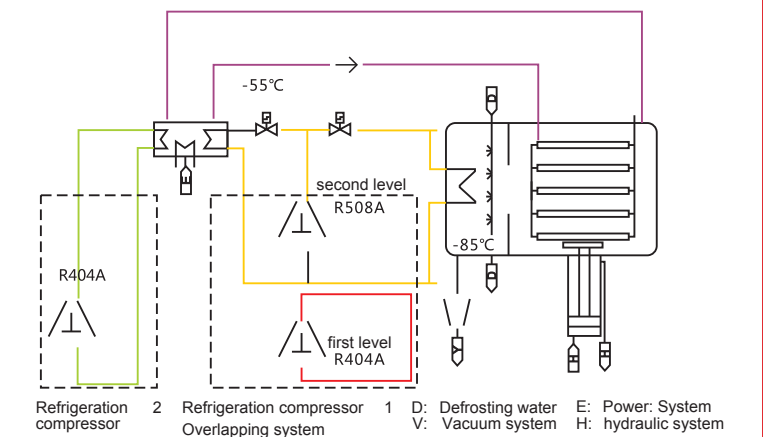 -55℃
D
E
second level
R508A
-85℃
D
R404A
first level
R404A
V
H
H
Refrigeration 2 Refrigeration compressor 1 D: Defrosting water E: Power: System
compressor Overlapping system V: Vacuum system H: hydraulic system